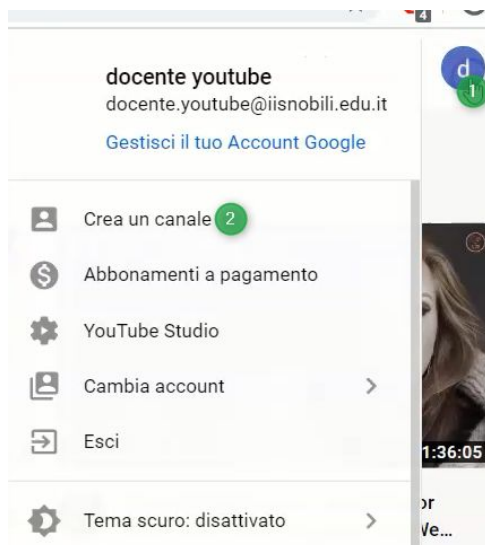 4
docente youtube
docente.youtube@iisnobili.edu.it
Gestisci il tuo Account Google
d
1
Crea un canale 2
Abbonamenti a pagamento
YouTube Studio
Cambia account
Esci
1:36:05
Tema scuro: disattivato